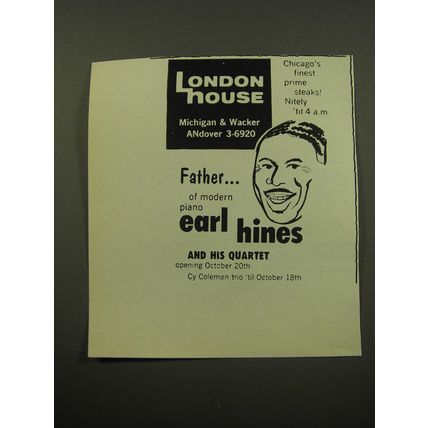 LONDON
HOUSE
Michigan & Wacker
ANdover 3-6920
Chicago's
finest
prime
steaks!
Nitely
'til 4 a.m.
Father...
of modern
piano
earl hines
AND HIS QUARTET
opening October 20th
Cy Coleman trio 'til October 18th